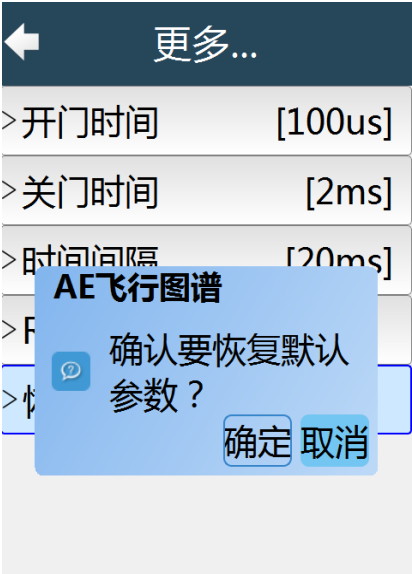 更多...
>开门时间 [100us]
>关门时间 [2ms]
>时间间隔 [20ms]
AE飞行图谱
确认要恢复默认
参数？
确定 取消